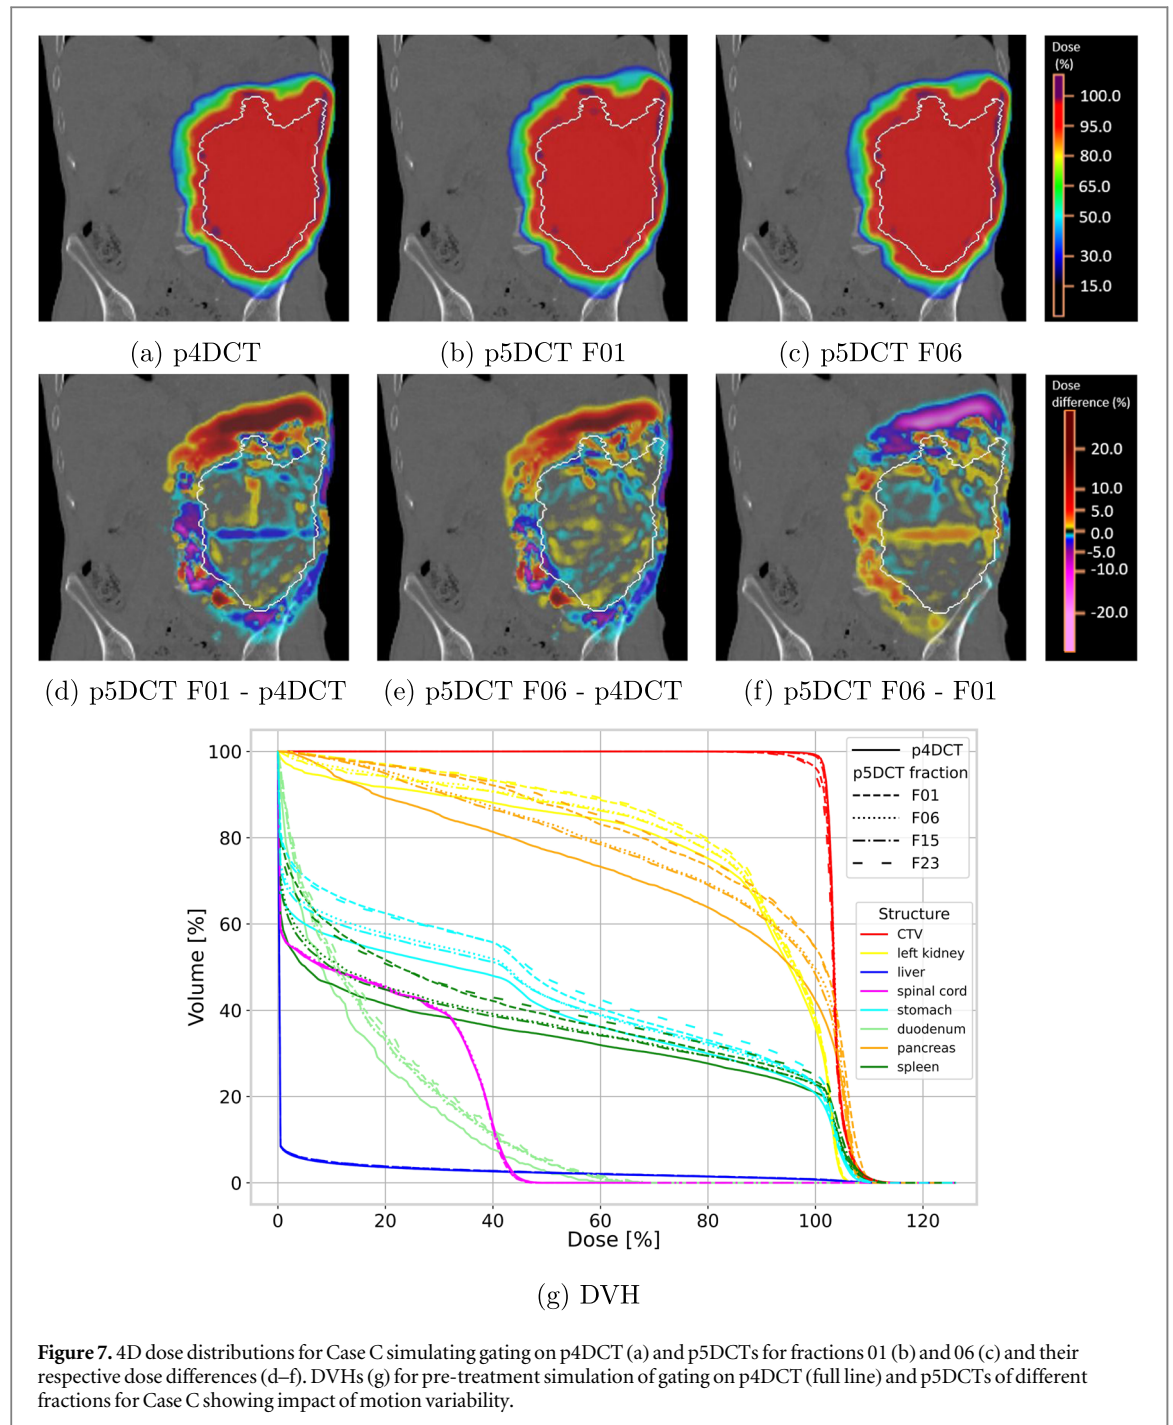 Dose
(%)
100.0
95.0
80.0
65.0
50.0
30.0
15.0
(a) p4DCT
(b) p5DCT F01
(c) p5DCT F06
Dose
difference (%)
20.0
10.0
5.0
0.0
-5.0
-10.0
-20.0
(d) p5DCT F01 - p4DCT
(e) p5DCT F06 - p4DCT
(f) p5DCT F06 - F01
100
80
60
40
20
0
Volume [%]
0 20 40 60 80 100 120
Dose [%]
p4DCT
p5DCT fraction
F01
F06
F15
F23
Structure
CTV
left kidney
liver
spinal cord
stomach
duodenum
pancreas
spleen
(g) DVH
Figure 7. 4D dose distributions for Case C simulating gating on p4DCT (a) and p5DCTs for fractions 01 (b) and 06 (c) and their
respective dose differences (d–f). DVHs (g) for pre-treatment simulation of gating on p4DCT (full line) and p5DCTs of different
fractions for Case C showing impact of motion variability.